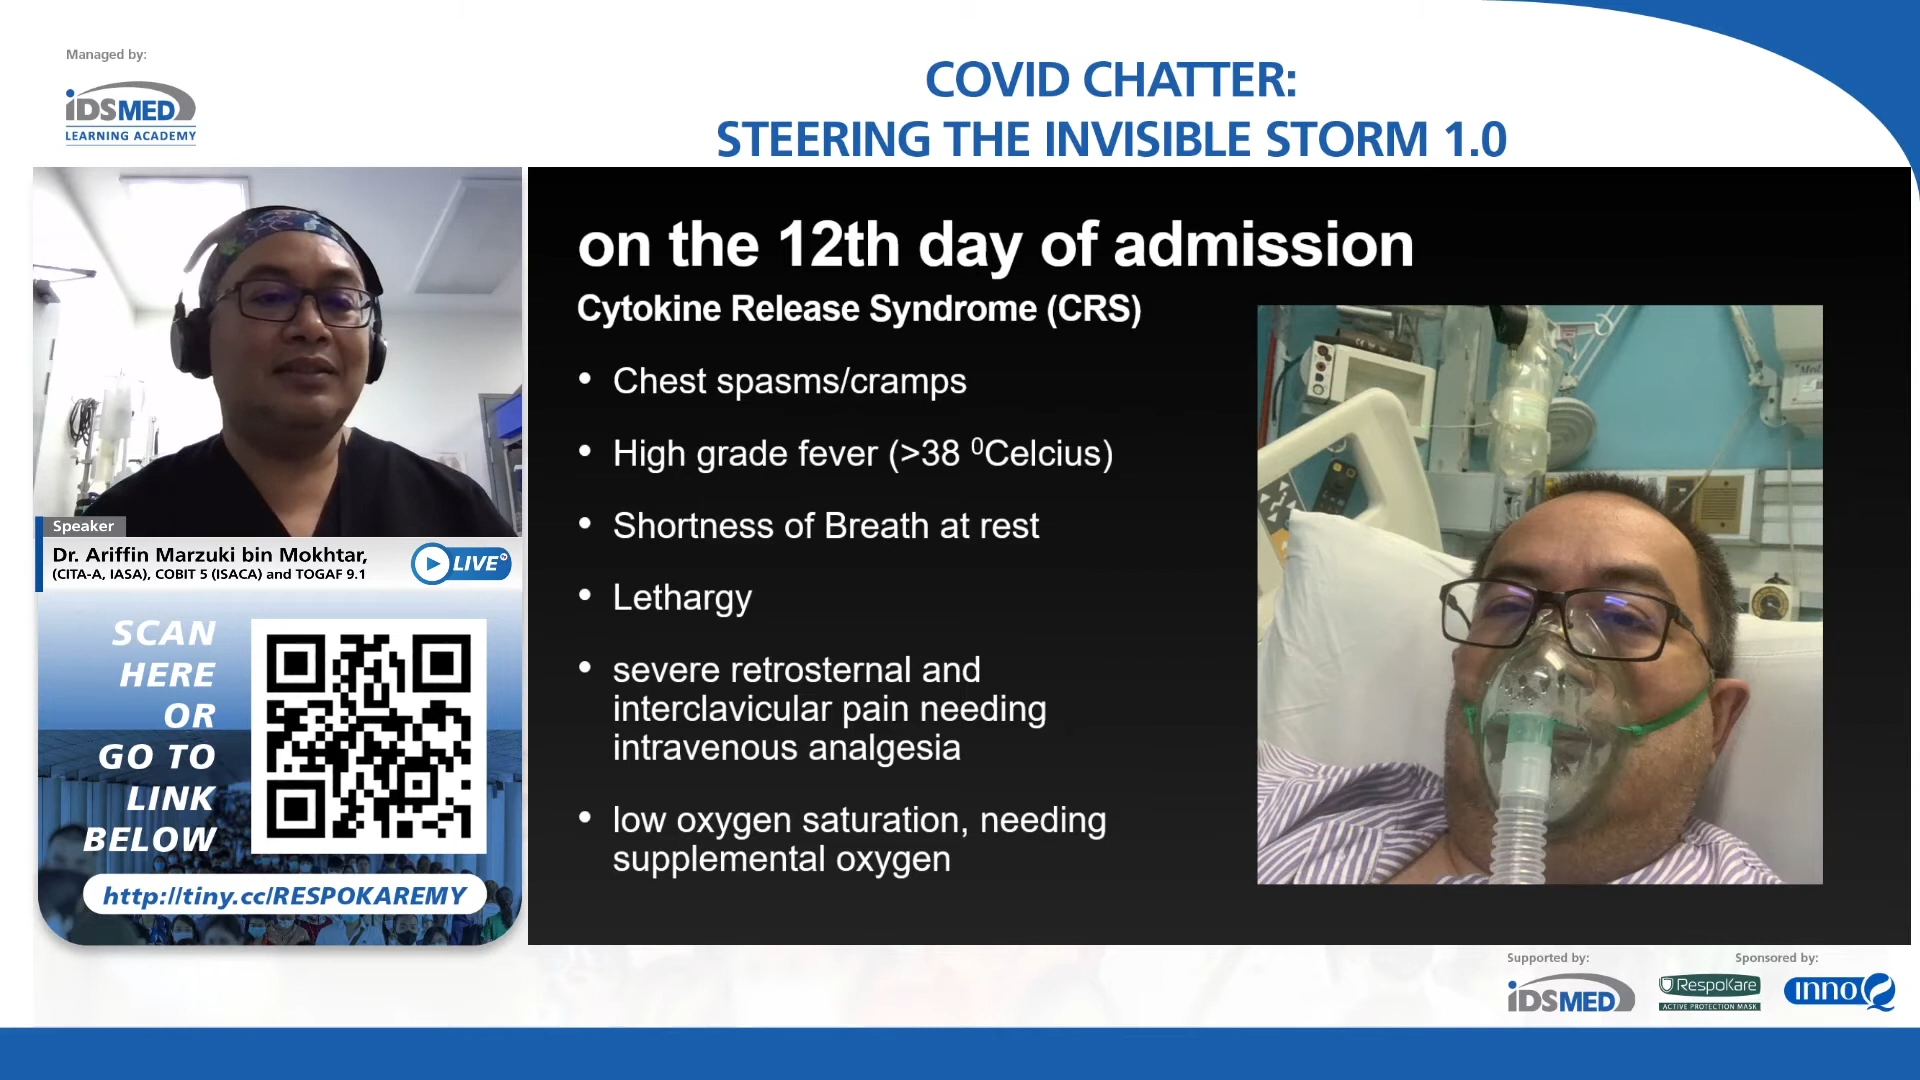 Managed by:
iDSMED
LEARNING ACADEMY
COVID CHATTER:
STEERING THE INVISIBLE STORM 1.0
Speaker
Dr. Ariffin Marzuki bin Mokhtar,
(CITA-A, IASA), COBIT 5 (ISACA) and TOGAF 9.1
LIVE
SCAN
HERE
OR
GO TO
LINK
BELOW
http://tiny.cc/RESPOKAREMY
on the 12th day of admission
Cytokine Release Syndrome (CRS)
• Chest spasms/cramps
• High grade fever (>38 ⁰Celcius)
• Shortness of Breath at rest
• Lethargy
• severe retrosternal and
interclavicular pain needing
intravenous analgesia
• low oxygen saturation, needing
supplemental oxygen
Supported by:
iDSMED
Sponsored by:
RespoKare
ACTIVE PROTECTION MASK
innoQ